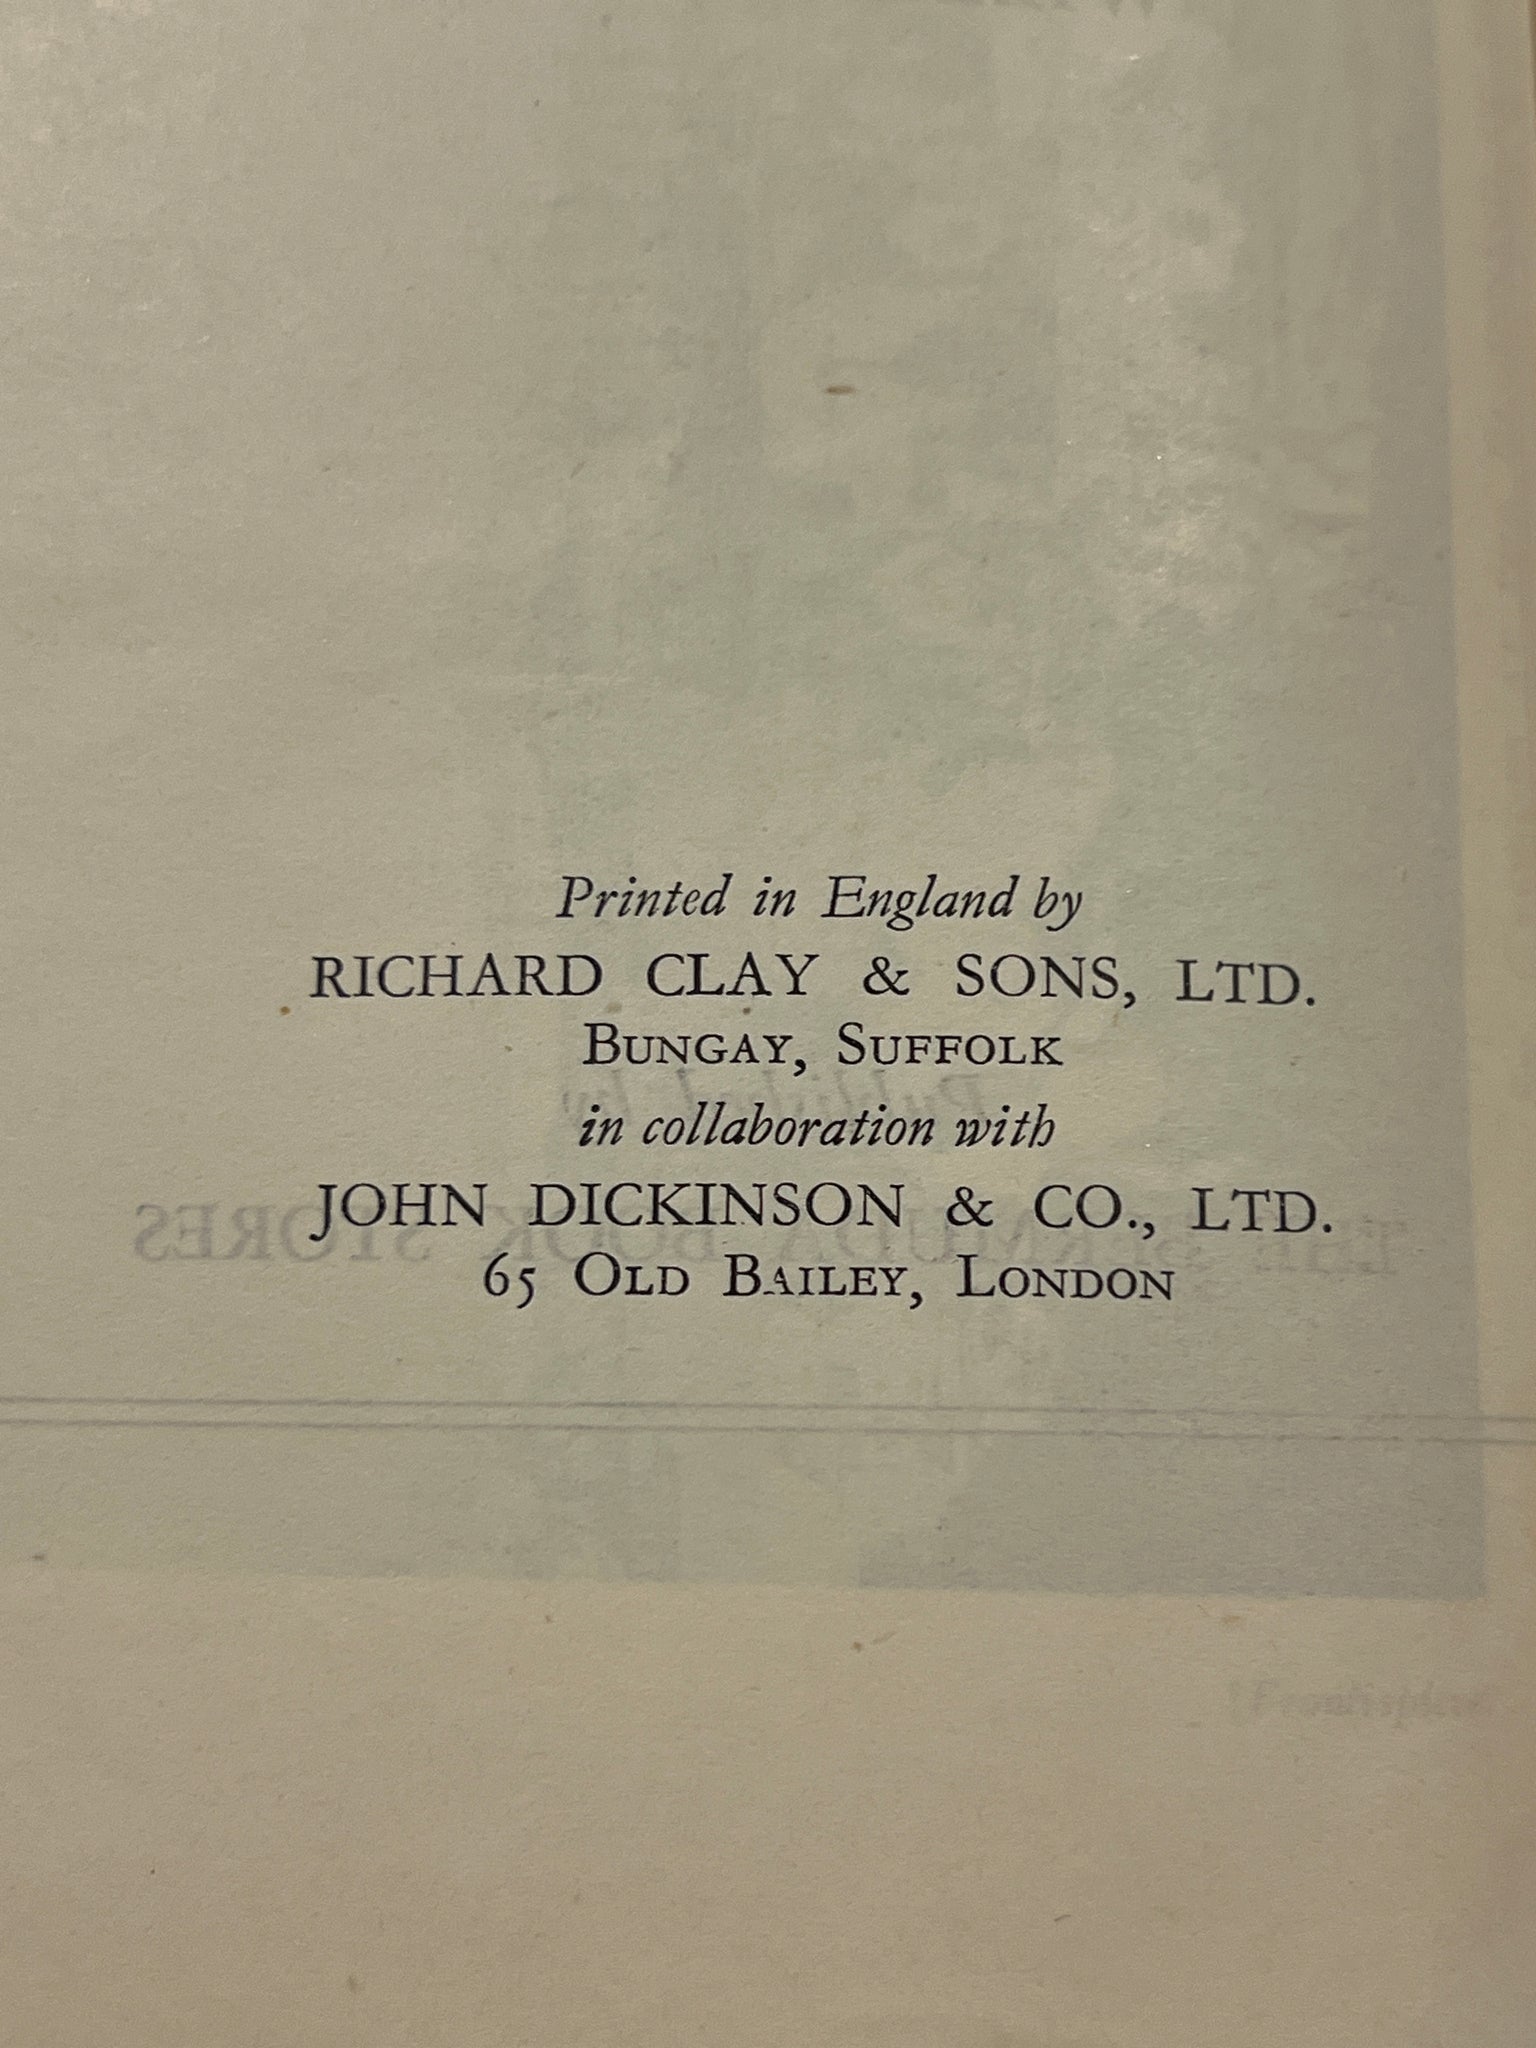 Printed in England by
RICHARD CLAY & SONS, LTD.
BUNGAY, SUFFOLK
in collaboration with
JOHN DICKINSON & CO., LTD.
65 OLD BAILEY, LONDON